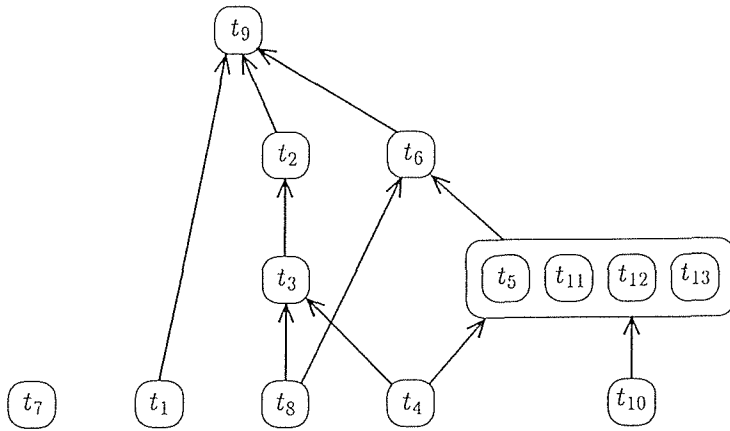 t₉
t₂ t₆
t₃ t₅ t₁₁ t₁₂ t₁₃
t₇ t₁ t₈ t₄ t₁₀